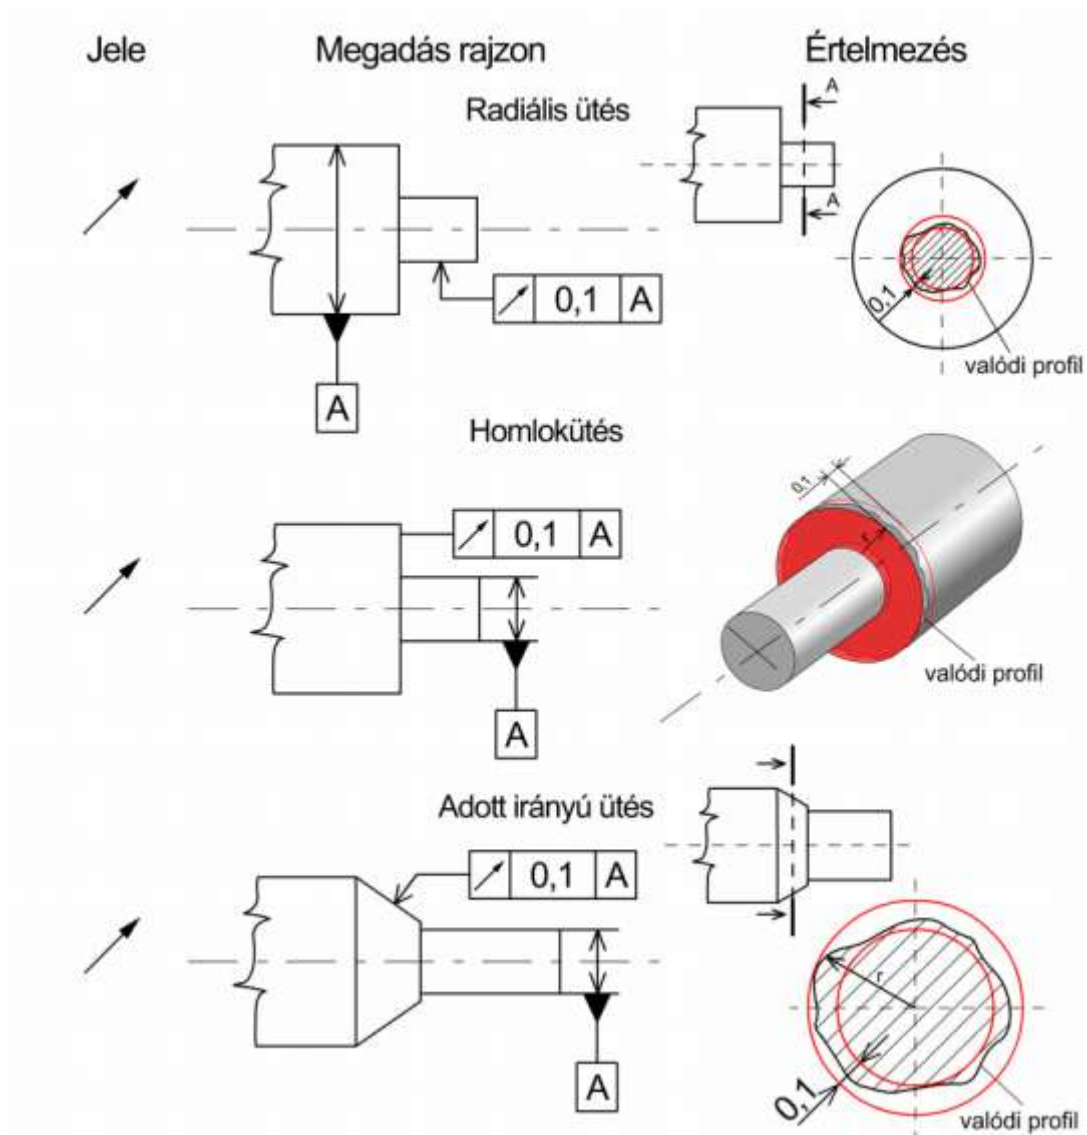 Jele Megadás rajzon Értelmezés
Radiális ütés
A
A
0,1 A
0,1
valódi profil
A
Homlokütés
0,1
0,1 A
r
valódi profil
A
Adott irányú ütés
0,1 A
r
0,1
A
valódi profil